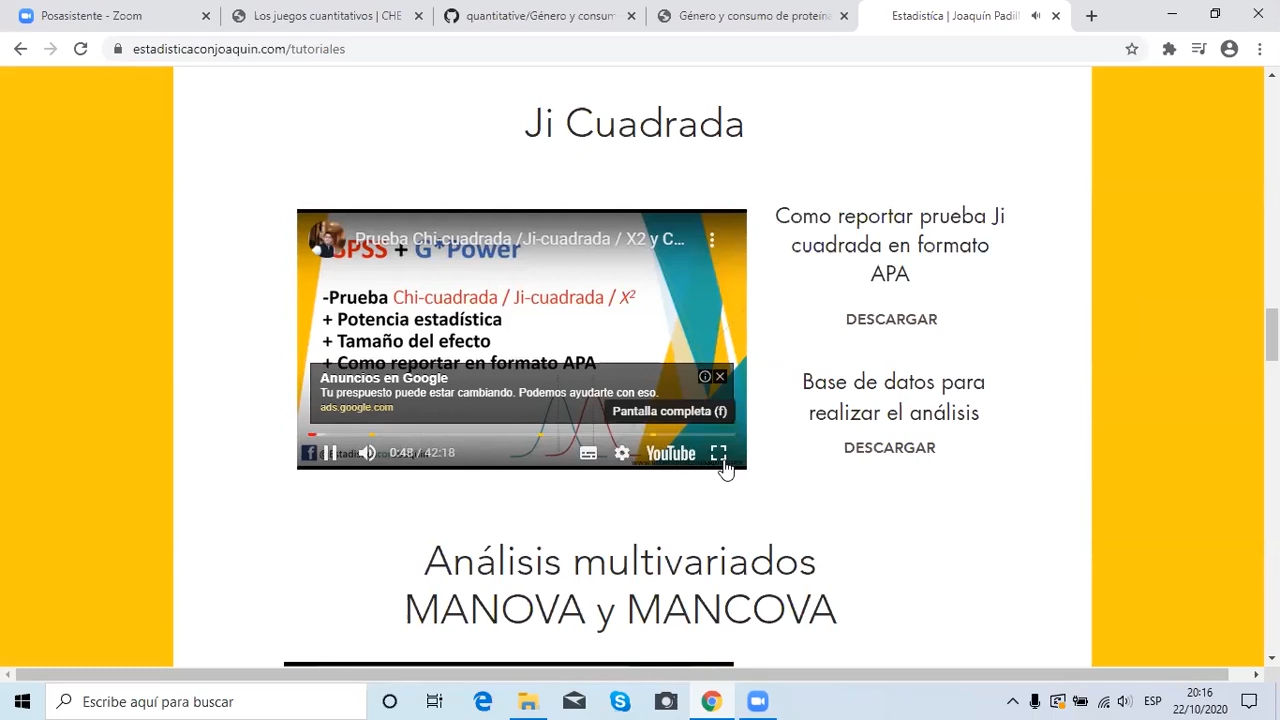 Posasistente - Zoom
Los juegos cuantitativos | CHE
quantitative/Género y consum
Género y consumo de proteína
Estadistíca | Joaquín Padill
estadisticaconjoaquin.com/tutoriales
Ji Cuadrada
Prueba Chi-cuadrada /Ji-cuadrada / X2 y C...
SPSS + G*Power
-Prueba Chi-cuadrada / Ji-cuadrada / X²
+ Potencia estadística
+ Tamaño del efecto
+ Como reportar en formato APA
Anuncios en Google
Tu prespuesto puede estar cambiando. Podemos ayudarte con eso.
ads.google.com
Pantalla completa (f)
0:48 / 42:18
YouTube
Como reportar prueba Ji
cuadrada en formato
APA
DESCARGAR
Base de datos para
realizar el análisis
DESCARGAR
Análisis multivariados
MANOVA y MANCOVA
Escribe aquí para buscar
ESP
20:16
22/10/2020